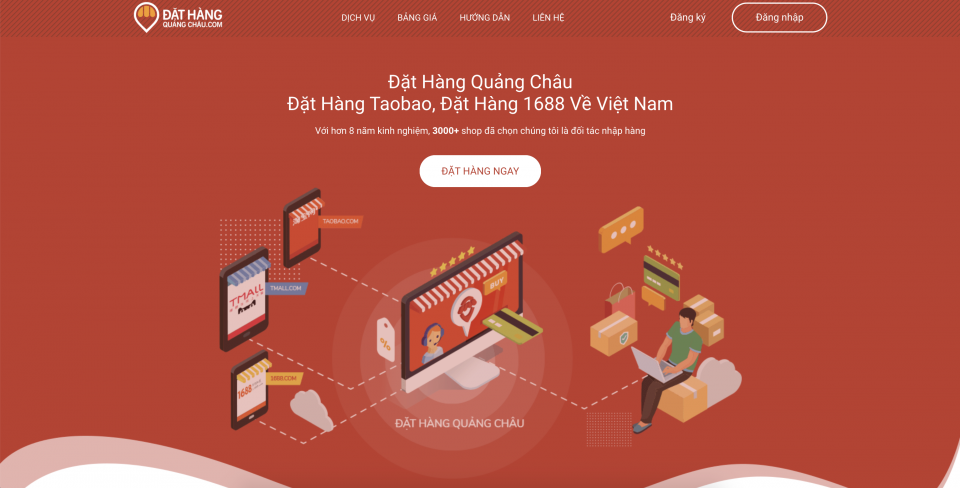 ĐẶT HÀNG
QUẢNG CHÂU.COM
DỊCH VỤ
BẢNG GIÁ
HƯỚNG DẪN
LIÊN HỆ
Đăng ký
Đăng nhập
Đặt Hàng Quảng Châu
Đặt Hàng Taobao, Đặt Hàng 1688 Về Việt Nam
Với hơn 8 năm kinh nghiệm, 3000+ shop đã chọn chúng tôi là đối tác nhập hàng
ĐẶT HÀNG NGAY
TAOBAO.COM
TMALL.COM
TMALL
BUY
%
1688.COM
1688
ĐẶT HÀNG QUẢNG CHÂU